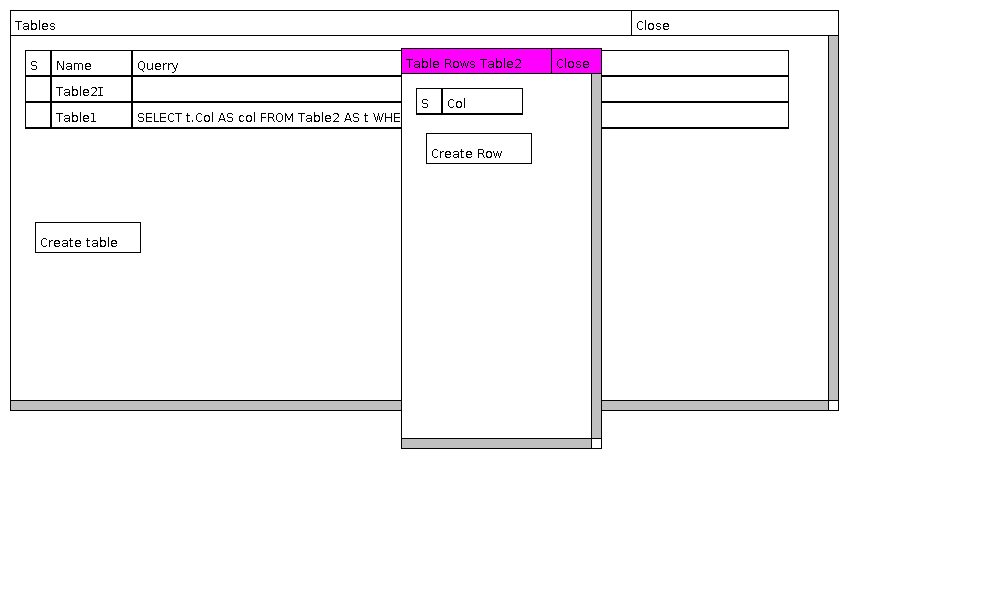 Tables Close
S Name Querry
Table2I
Table1 SELECT t.Col AS col FROM Table2 AS t WHE
Create table
Table Rows Table2 Close
S Col
Create Row